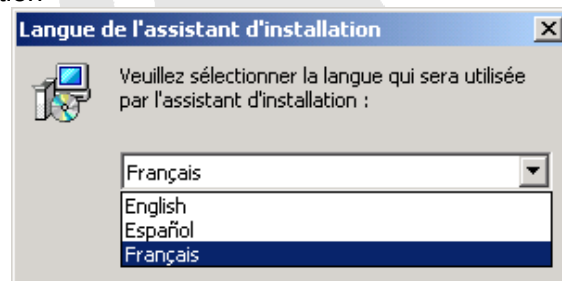 Langue de l'assistant d'installation
Veuillez sélectionner la langue qui sera utilisée
par l'assistant d'installation :
Français
English
Español
Français